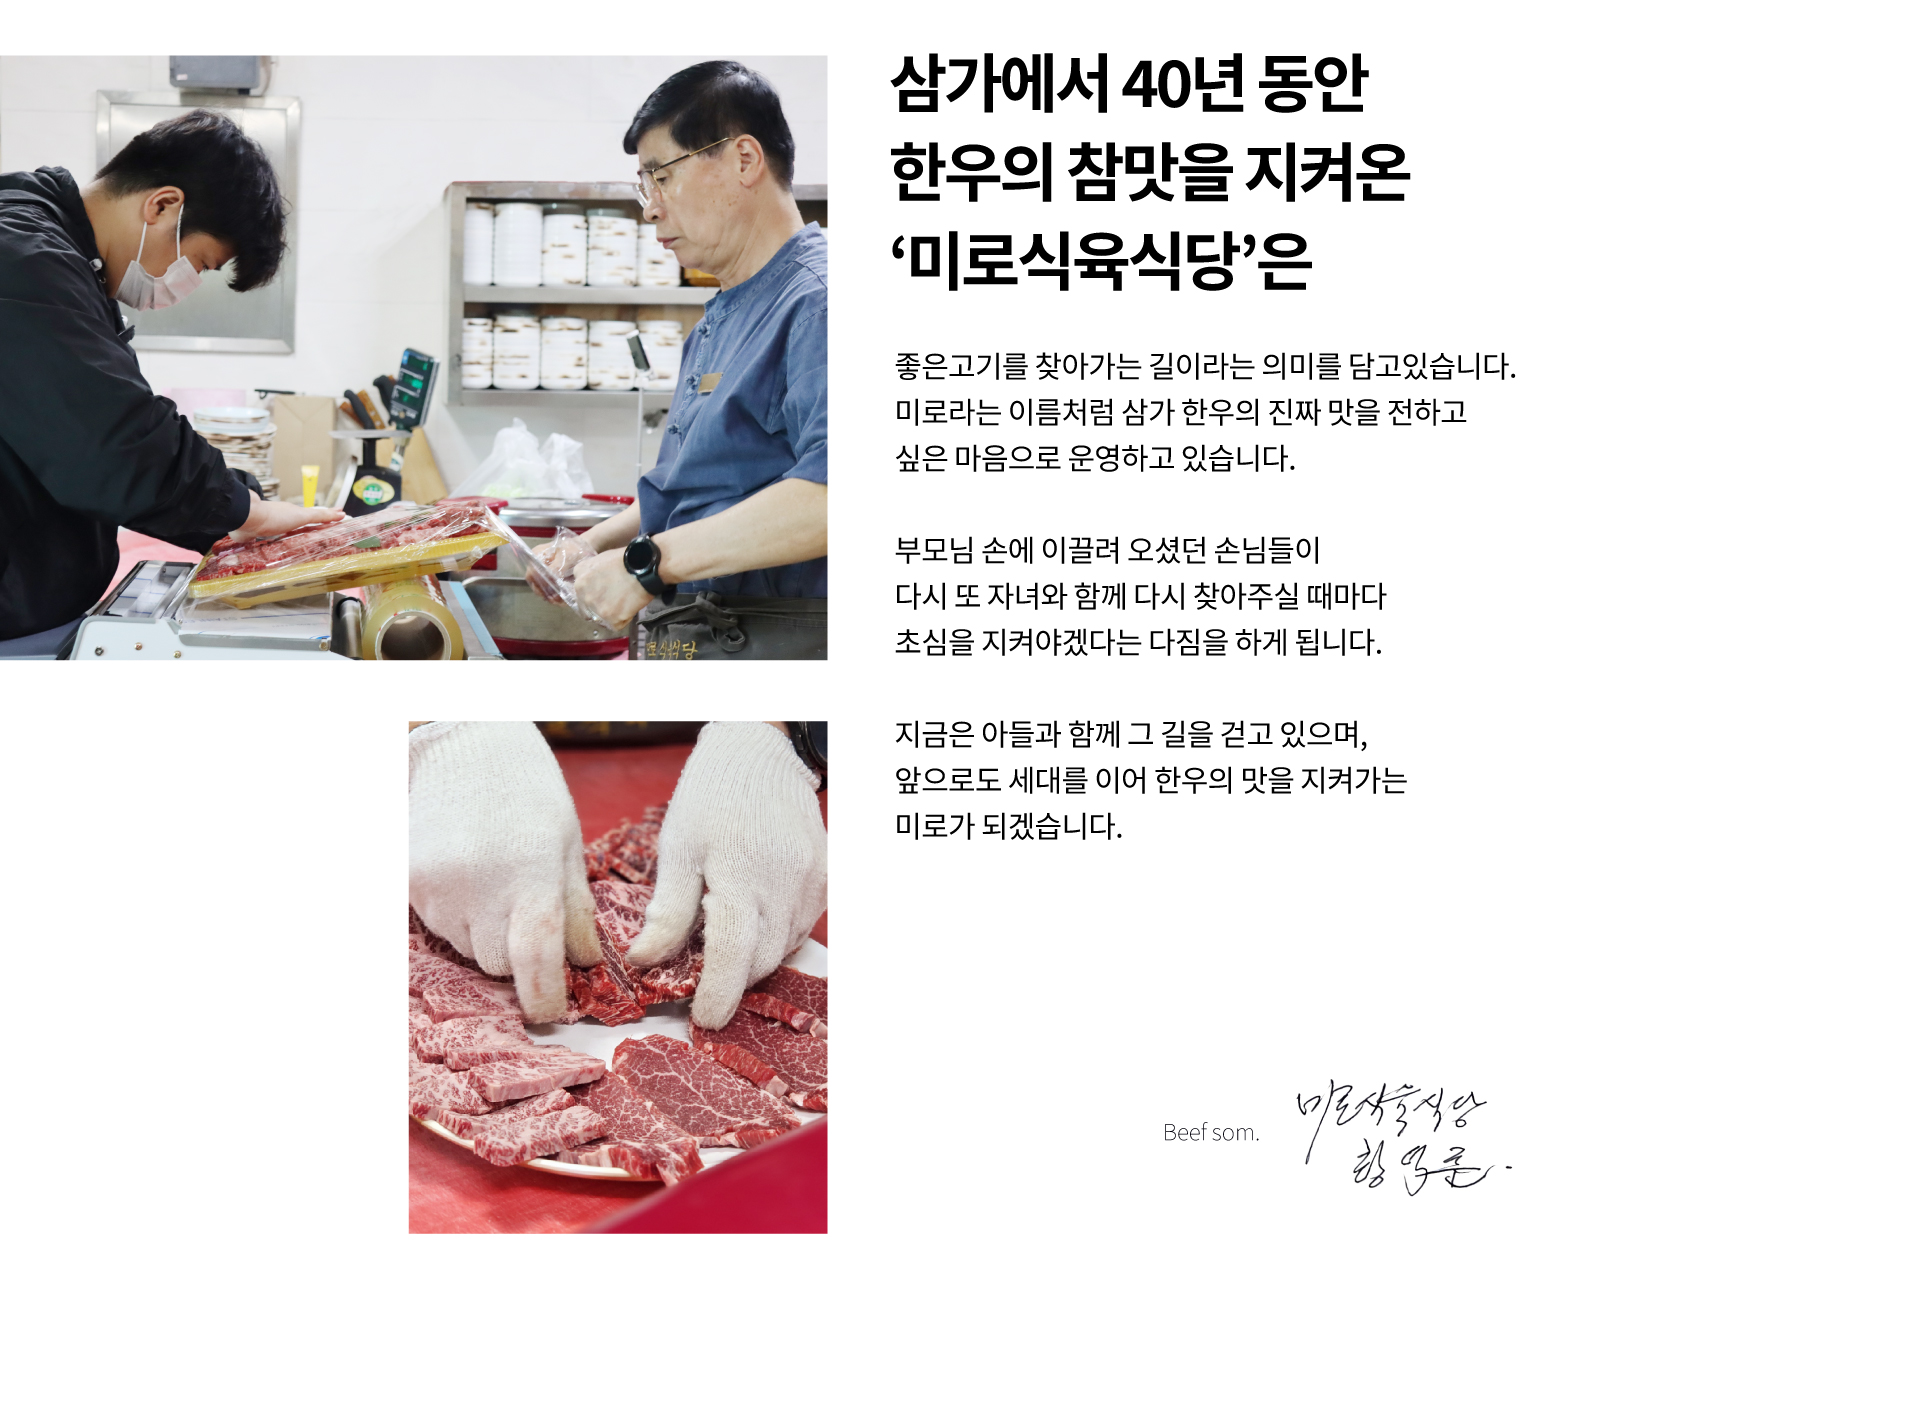 삼가에서 40년 동안
한우의 참맛을 지켜온
‘미로식육식당’은
좋은고기를 찾아가는 길이라는 의미를 담고있습니다.
미로라는 이름처럼 삼가 한우의 진짜 맛을 전하고
싶은 마음으로 운영하고 있습니다.
부모님 손에 이끌려 오셨던 손님들이
다시 또 자녀와 함께 다시 찾아주실 때마다
초심을 지켜야겠다는 다짐을 하게 됩니다.
지금은 아들과 함께 그 길을 걷고 있으며,
앞으로도 세대를 이어 한우의 맛을 지켜가는
미로가 되겠습니다.
Beef som.
미로식육식당